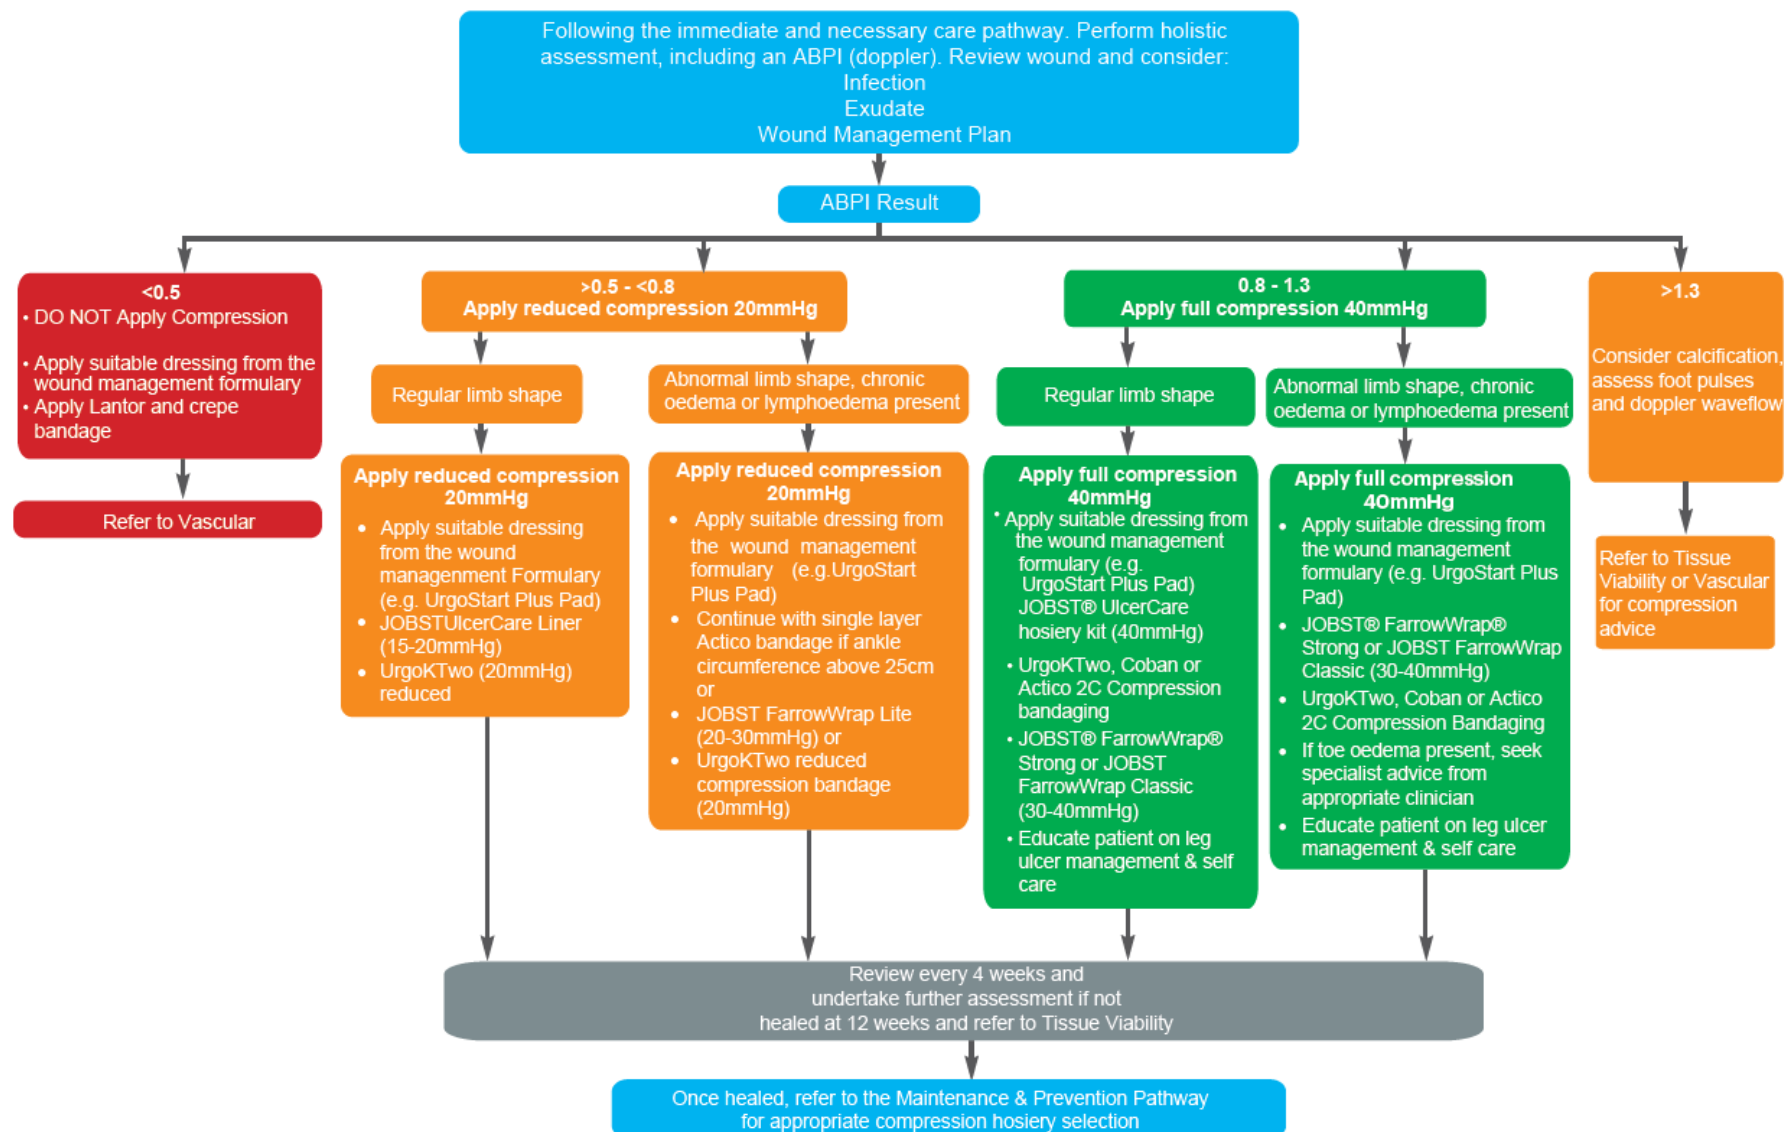 Following the immediate and necessary care pathway. Perform holistic
assessment, including an ABPI (doppler). Review wound and consider:
Infection
Exudate
Wound Management Plan
ABPI Result
<0.5
• DO NOT Apply Compression
• Apply suitable dressing from the
wound management formulary
• Apply Lantor and crepe
bandage
Refer to Vascular
>0.5 - <0.8
Apply reduced compression 20mmHg
Regular limb shape
Apply reduced compression
20mmHg
• Apply suitable dressing
from the wound
managenment Formulary
(e.g. UrgoStart Plus Pad)
• JOBSTUlcerCare Liner
(15-20mmHg)
• UrgoKTwo (20mmHg)
reduced
Abnormal limb shape, chronic
oedema or lymphoedema present
Apply reduced compression
20mmHg
• Apply suitable dressing from
the wound management
formulary (e.g.UrgoStart
Plus Pad)
• Continue with single layer
Actico bandage if ankle
circumference above 25cm
or
• JOBST FarrowWrap Lite
(20-30mmHg) or
• UrgoKTwo reduced
compression bandage
(20mmHg)
0.8 - 1.3
Apply full compression 40mmHg
Regular limb shape
Apply full compression
40mmHg
• Apply suitable dressing from
the wound management
formulary (e.g.
UrgoStart Plus Pad)
JOBST® UlcerCare
hosiery kit (40mmHg)
• UrgoKTwo, Coban or
Actico 2C Compression
bandaging
• JOBST® FarrowWrap®
Strong or JOBST
FarrowWrap Classic
(30-40mmHg)
• Educate patient on leg
ulcer management & self
care
Abnormal limb shape, chronic
oedema or lymphoedema present
Apply full compression
40mmHg
• Apply suitable dressing from
the wound management
formulary (e.g. UrgoStart Plus
Pad)
• JOBST® FarrowWrap®
Strong or JOBST FarrowWrap
Classic (30-40mmHg)
• UrgoKTwo, Coban or Actico
2C Compression Bandaging
• If toe oedema present, seek
specialist advice from
appropriate clinician
• Educate patient on leg ulcer
management & self care
>1.3
Consider calcification,
assess foot pulses
and doppler waveflow
Refer to Tissue
Viability or Vascular
for compression
advice
Review every 4 weeks and
undertake further assessment if not
healed at 12 weeks and refer to Tissue Viability
Once healed, refer to the Maintenance & Prevention Pathway
for appropriate compression hosiery selection